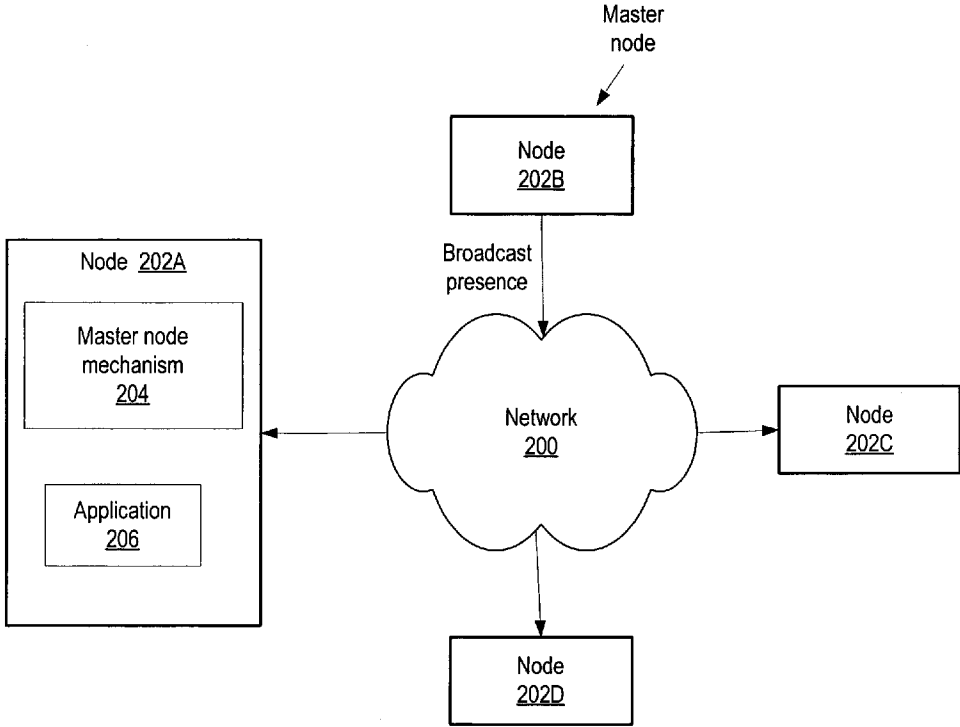 Master
node
Node
202B
Broadcast
presence
Node 202A
Master node
mechanism
204
Network
200
Node
202C
Application
206
Node
202D